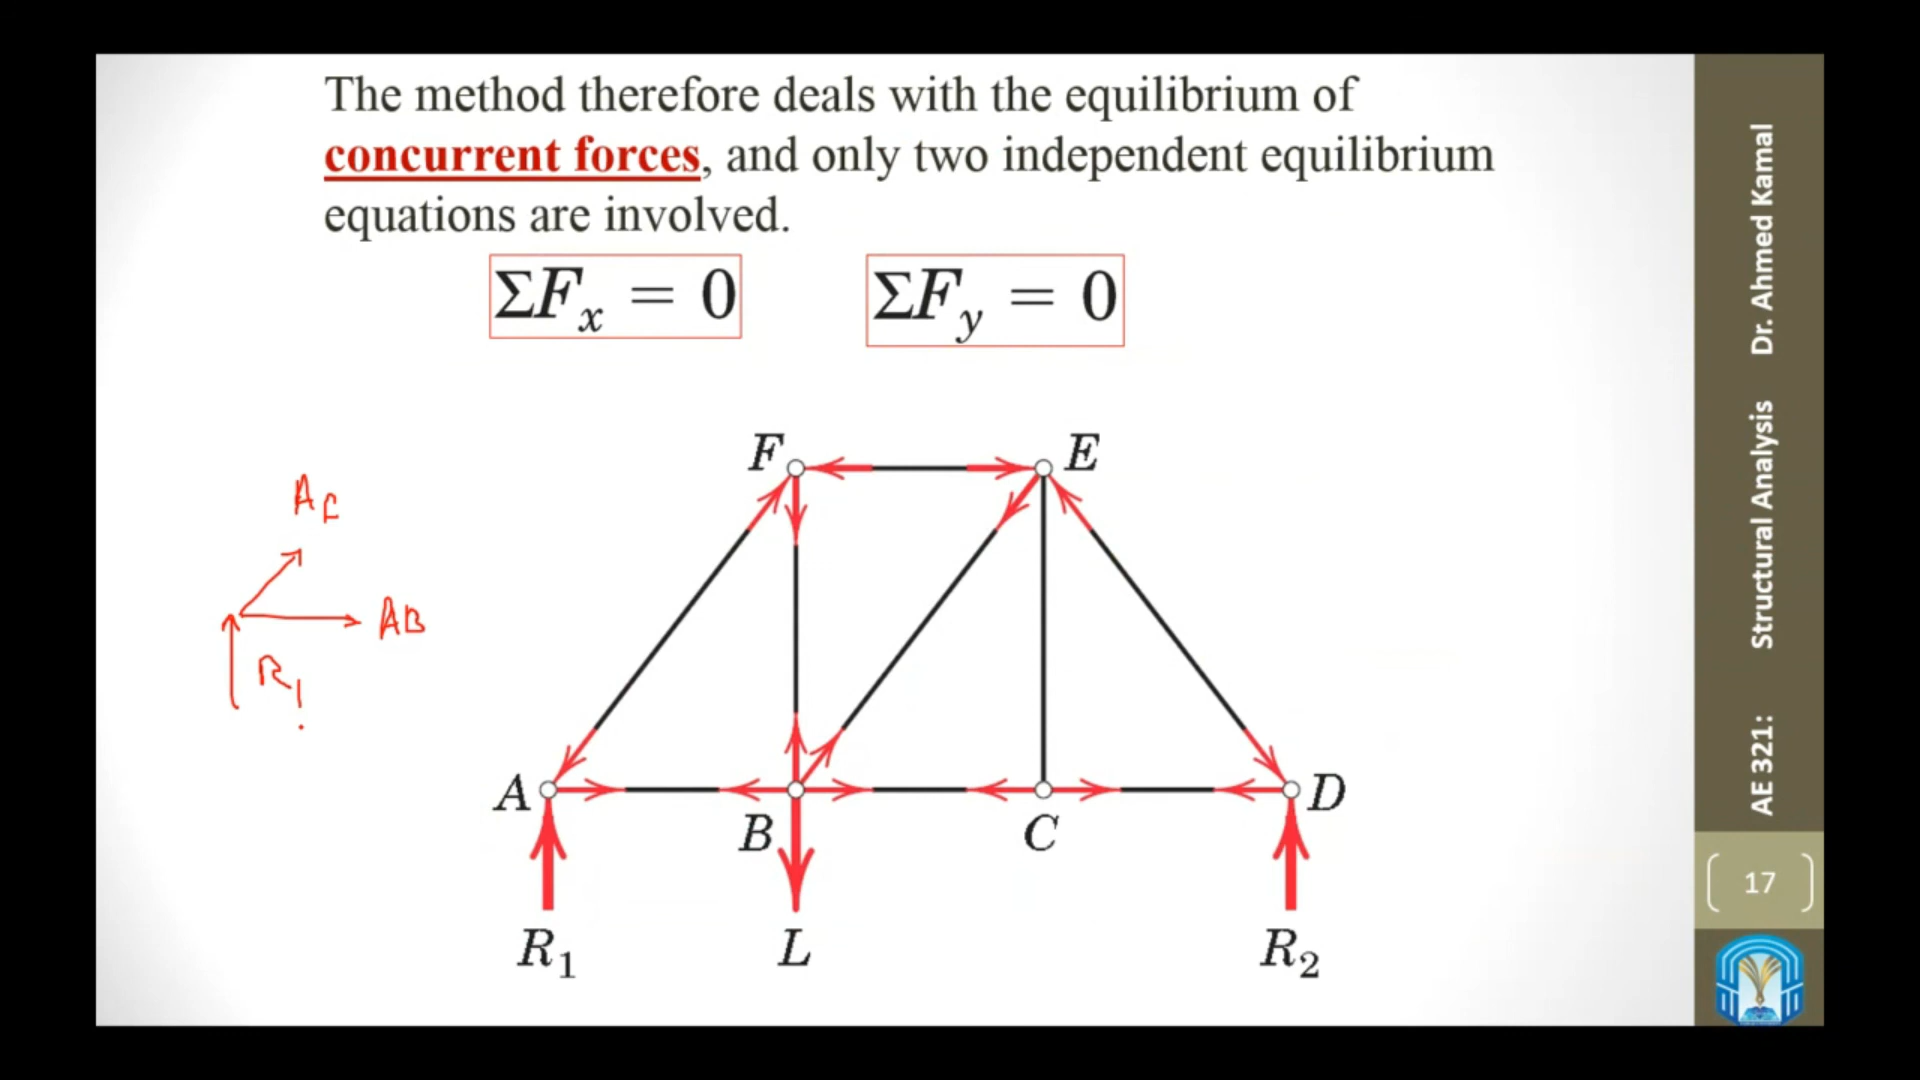 The method therefore deals with the equilibrium of
concurrent forces, and only two independent equilibrium
equations are involved.
ΣFx = 0
ΣFy = 0
F
E
A
B
C
D
R1
L
R2
AF
AB
R1
AE 321: Structural Analysis Dr. Ahmed Kamal
17